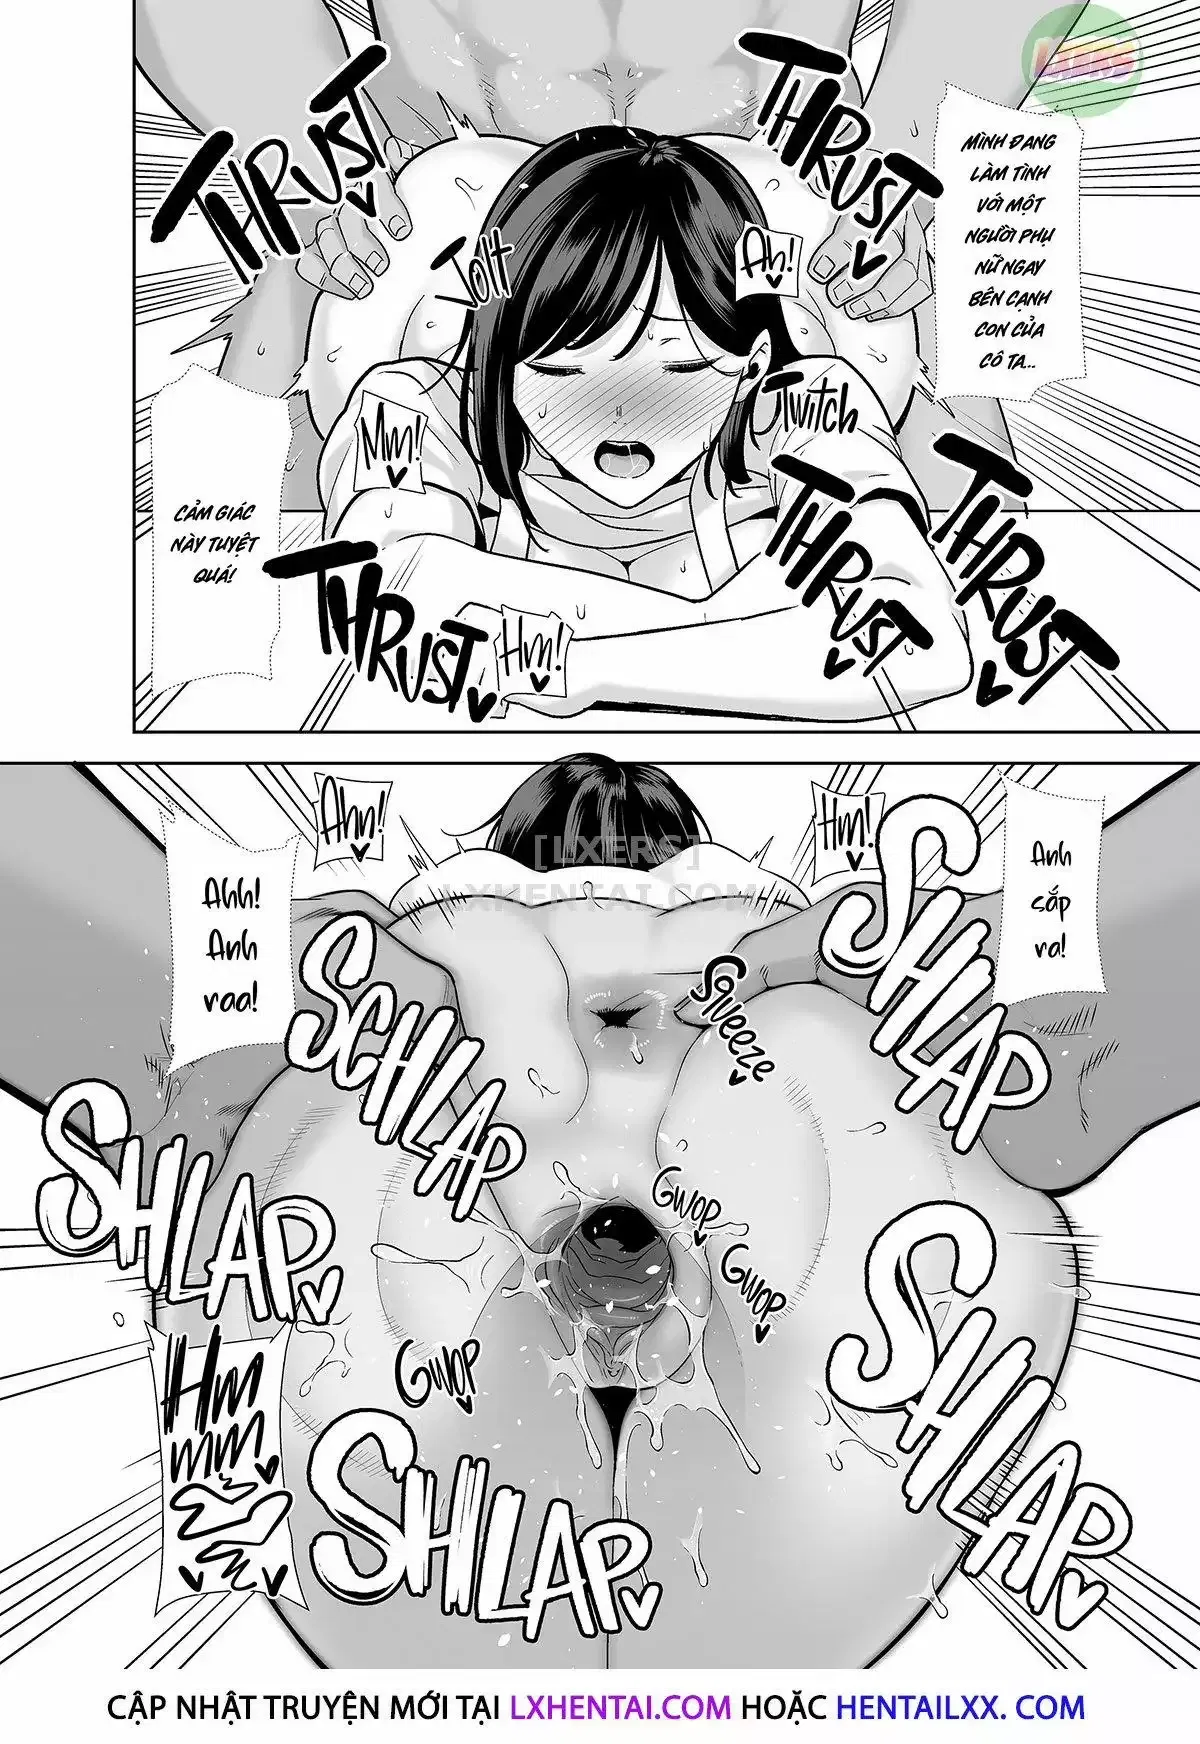 LXERS
THRUST
THRUST
MÌNH ĐANG
LÀM TÌNH
VỚI MỘT
NGƯỜI PHỤ
NỮ NGAY
BÊN CẠNH
CON CỦA
CÔ TA...
Jolt
Ah!
Twitch
Mm!
THRUST
THRUST
CẢM GIÁC
NÀY TUYỆT
QUÁ!
THRUST
Hm!
Ahn!
Hm!
Anh
sắp
ra!
[LXERS]
LXHENTAI.COM
Ahh!
Anh
raa!
SHLAP
Squeeze
SCHLAP
SHLAP
Gwop
Gwop
SHLAP
Gwop
Hm
mm
SHLAP
CẬP NHẬT TRUYỆN MỚI TẠI LXHENTAI.COM HOẶC HENTAILXX. COM